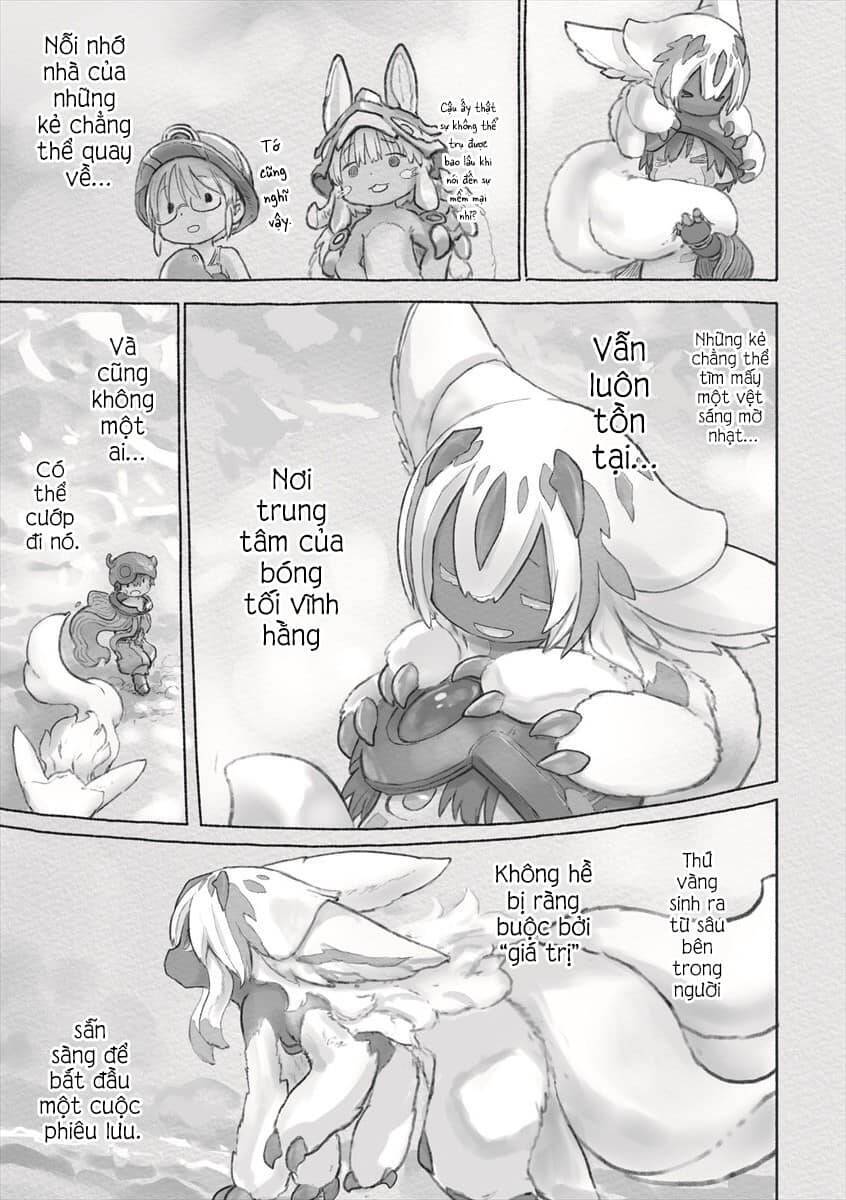 Cậu ấy thật
sự không thể
trụ được
bao lâu khi
nói đến sự
mềm mại
nhỉ?
Tớ
cũng
nghĩ
vậy.
Nỗi nhớ
nhà của
những
kẻ chẳng
thể quay
về...
Những kẻ
chẳng thể
tìm mấy
một vệt
sáng mờ
nhạt...
Vẫn
luôn
tồn
tại...
Nơi
trung
tâm của
bóng
tối vĩnh
hằng
Và
cũng
không
một
ai...
Có
thể
cướp
đi nó.
Thứ
vàng
sinh ra
từ sâu
bên
trong
người
Không hề
bị ràng
buộc bởi
“giá trị”
sẵn
sàng để
bắt đầu
một cuộc
phiêu lưu.